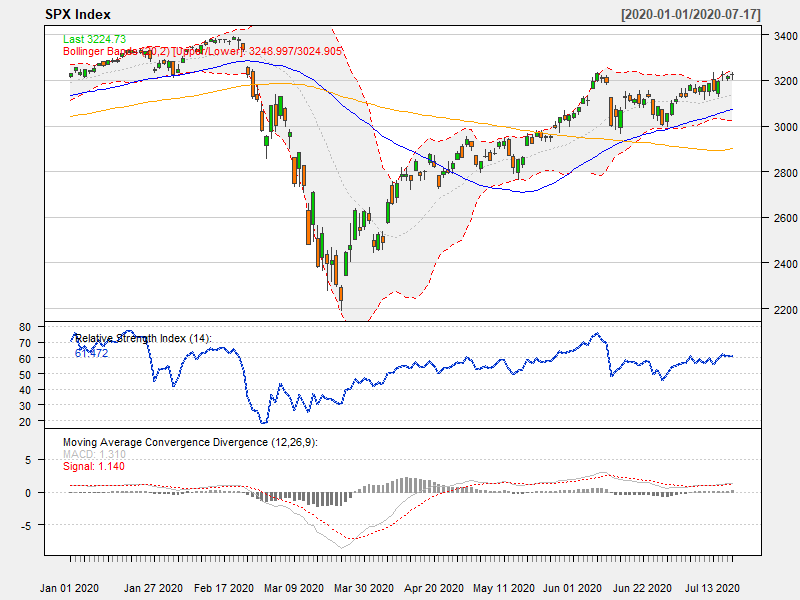 SPX Index
[2020-01-01/2020-07-17]
Last 3224.73
Bollinger Bands (20,2) [Upper/Lower]: 3248.997/3024.905
3400
3200
3000
2800
2600
2400
2200
Relative Strength Index (14):
61.472
80
70
60
50
40
30
20
Moving Average Convergence Divergence (12,26,9):
MACD: 1.310
Signal: 1.140
5
0
-5
Jan 01 2020 Jan 27 2020 Feb 17 2020 Mar 09 2020 Mar 30 2020 Apr 20 2020 May 11 2020 Jun 01 2020 Jun 22 2020 Jul 13 2020